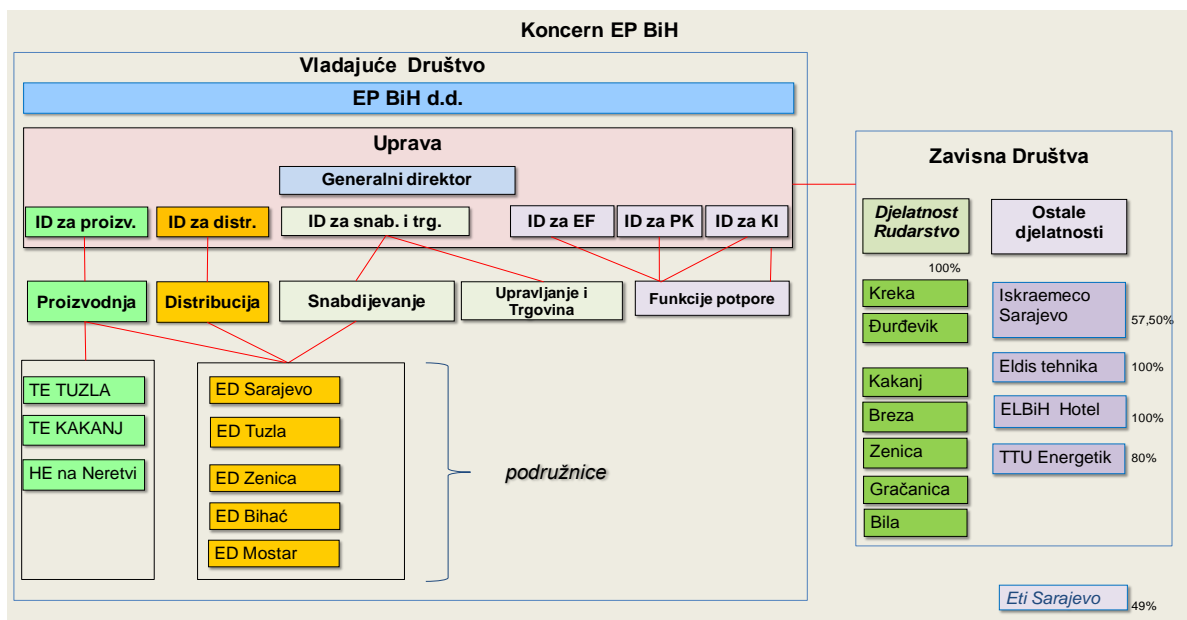 Koncern EP BiH
Vladajuće Društvo
EP BiH d.d.
Uprava
Generalni direktor
ID za proizv.
ID za distr.
ID za snab. i trg.
ID za EF
ID za PK
ID za KI
Proizvodnja
Distribucija
Snabdijevanje
Upravljanje i
Trgovina
Funkcije potpore
TE TUZLA
TE KAKANJ
HE na Neretvi
ED Sarajevo
ED Tuzla
ED Zenica
ED Bihać
ED Mostar
podružnice
Zavisna Društva
Djelatnost
Rudarstvo
100%
Kreka
Đurđevik
Kakanj
Breza
Zenica
Gračanica
Bila
Ostale
djelatnosti
Iskraemeco
Sarajevo
57,50%
Eldis tehnika
100%
ELBiH Hotel
100%
TTU Energetik
80%
Eti Sarajevo
49%